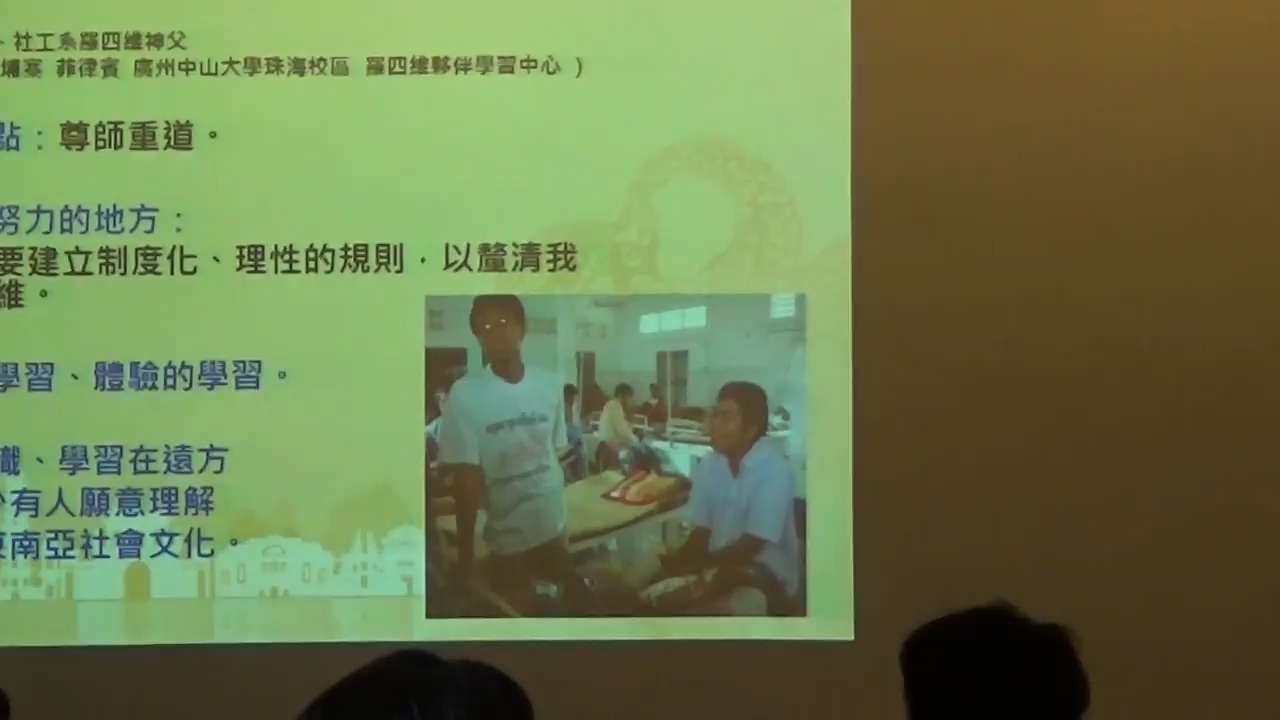 、社工系羅四維神父
埔寨 菲律賓 廣州中山大學珠海校區 羅四維夥伴學習中心 )
點：尊師重道。
努力的地方：
要建立制度化、理性的規則，以釐清我
維。
學習、體驗的學習。
識、學習在遠方
少有人願意理解
東南亞社會文化。